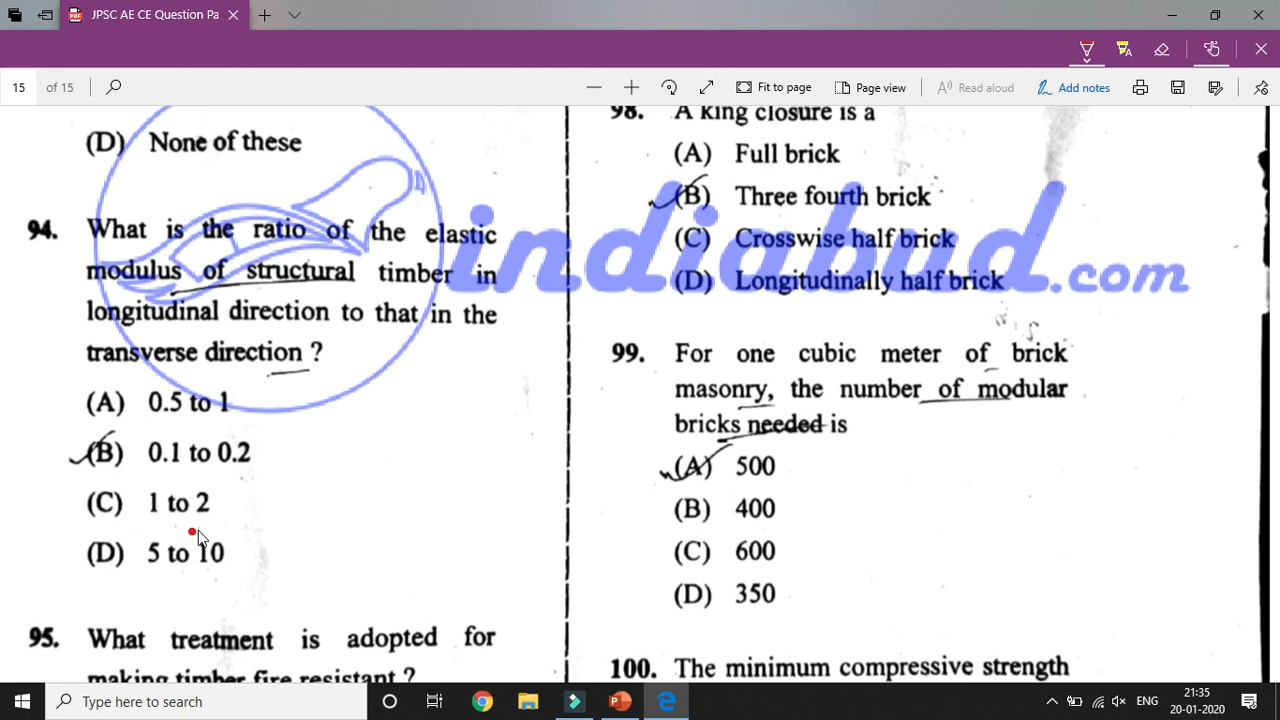 JPSC AE CE Question Pa
15 of 15
Fit to page
Page view
Read aloud
Add notes
(D) None of these
94. What is the ratio of the elastic
modulus of structural timber in
longitudinal direction to that in the
transverse direction ?
(A) 0.5 to 1
(B) 0.1 to 0.2
(C) 1 to 2
(D) 5 to 10
95. What treatment is adopted for
making timber fire resistant ?
98. A king closure is a
(A) Full brick
(B) Three fourth brick
(C) Crosswise half brick
(D) Longitudinally half brick
indiabud.com
99. For one cubic meter of brick
masonry, the number of modular
bricks needed is
(A) 500
(B) 400
(C) 600
(D) 350
100. The minimum compressive strength
Type here to search
ENG
21:35
20-01-2020